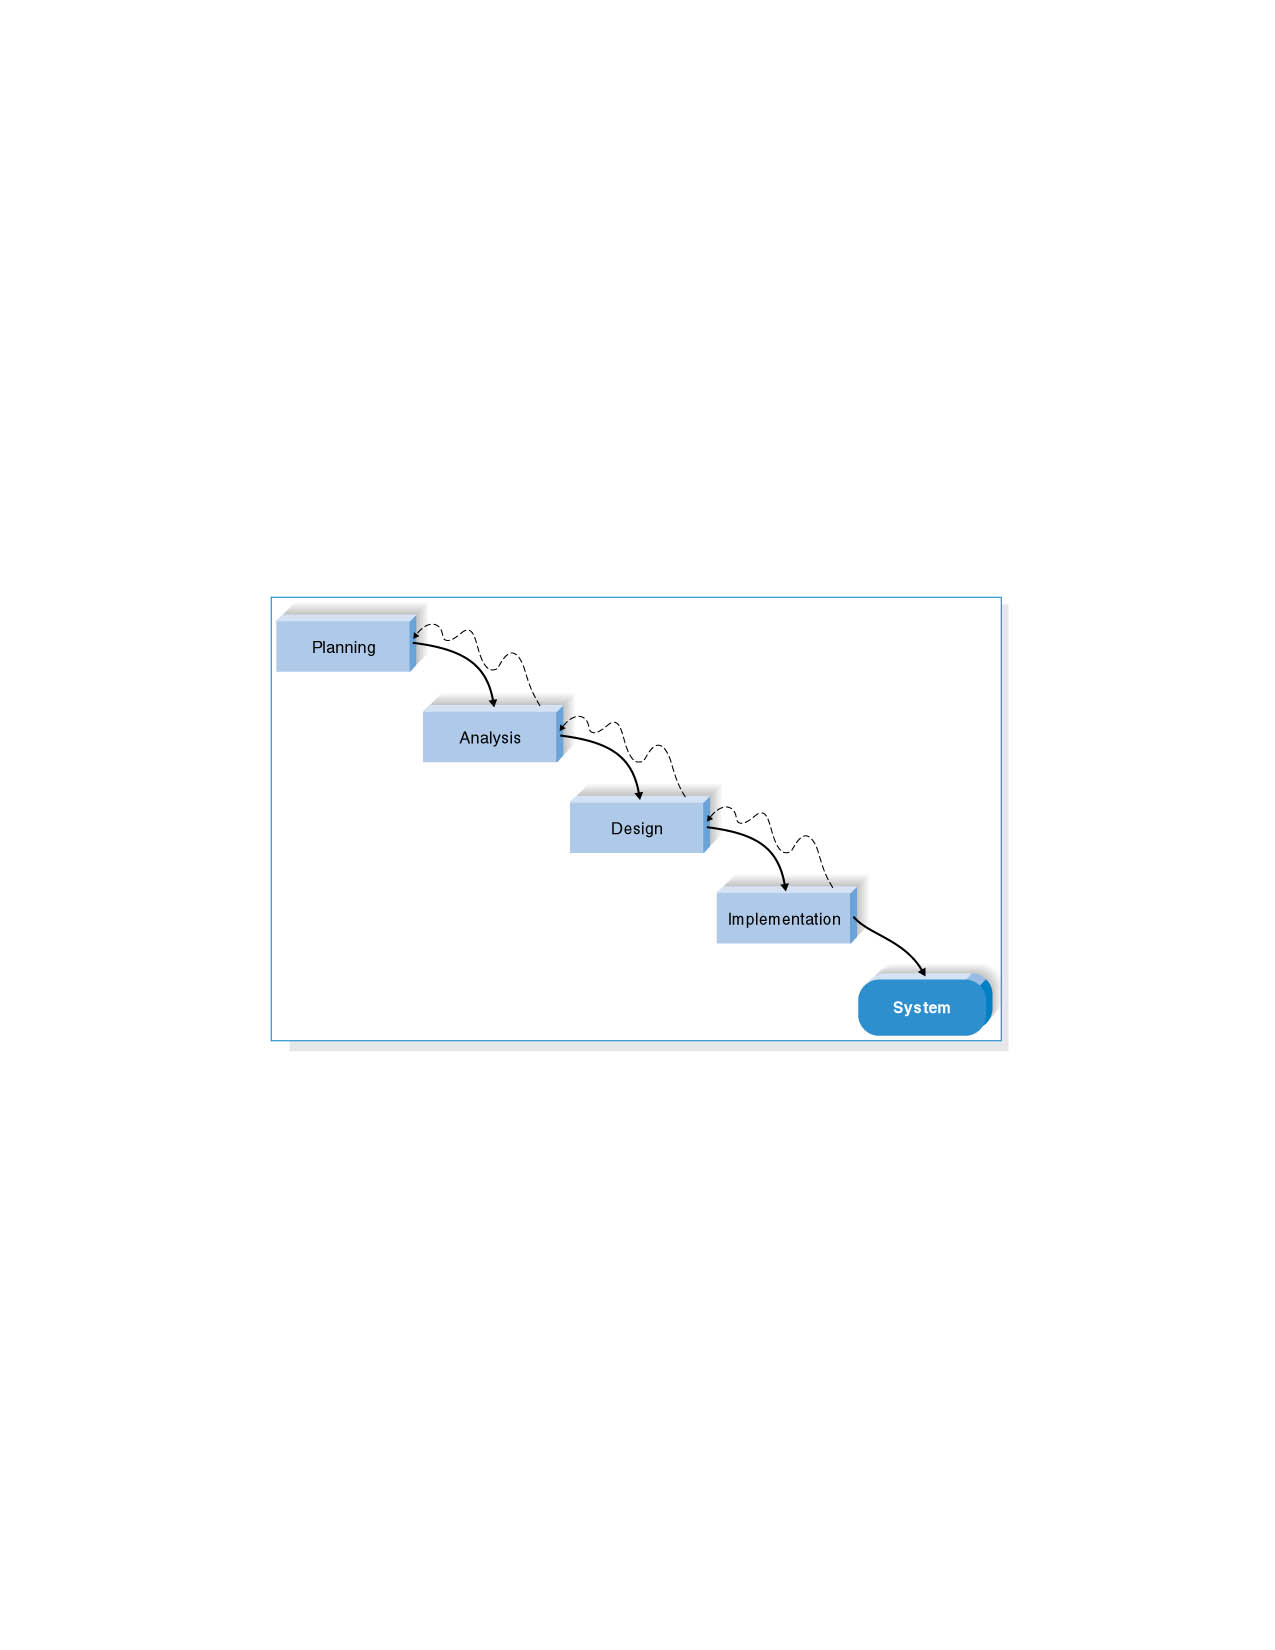 Planning
Analysis
Design
Implementation
System